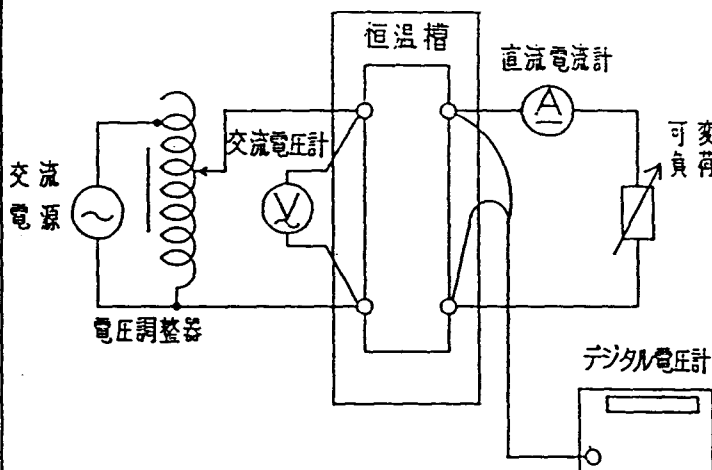 恒温槽
直流電流計
A
交流電圧計
可変
負荷
交流
電源
V
電圧調整器
デジタル電圧計